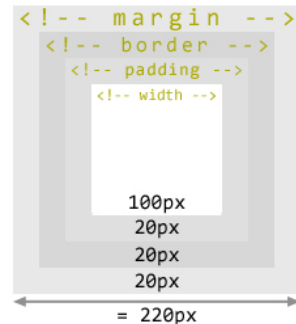 <!-- margin -->
<!-- border -->
<!-- padding -->
<!-- width -->
100px
20px
20px
20px
= 220px